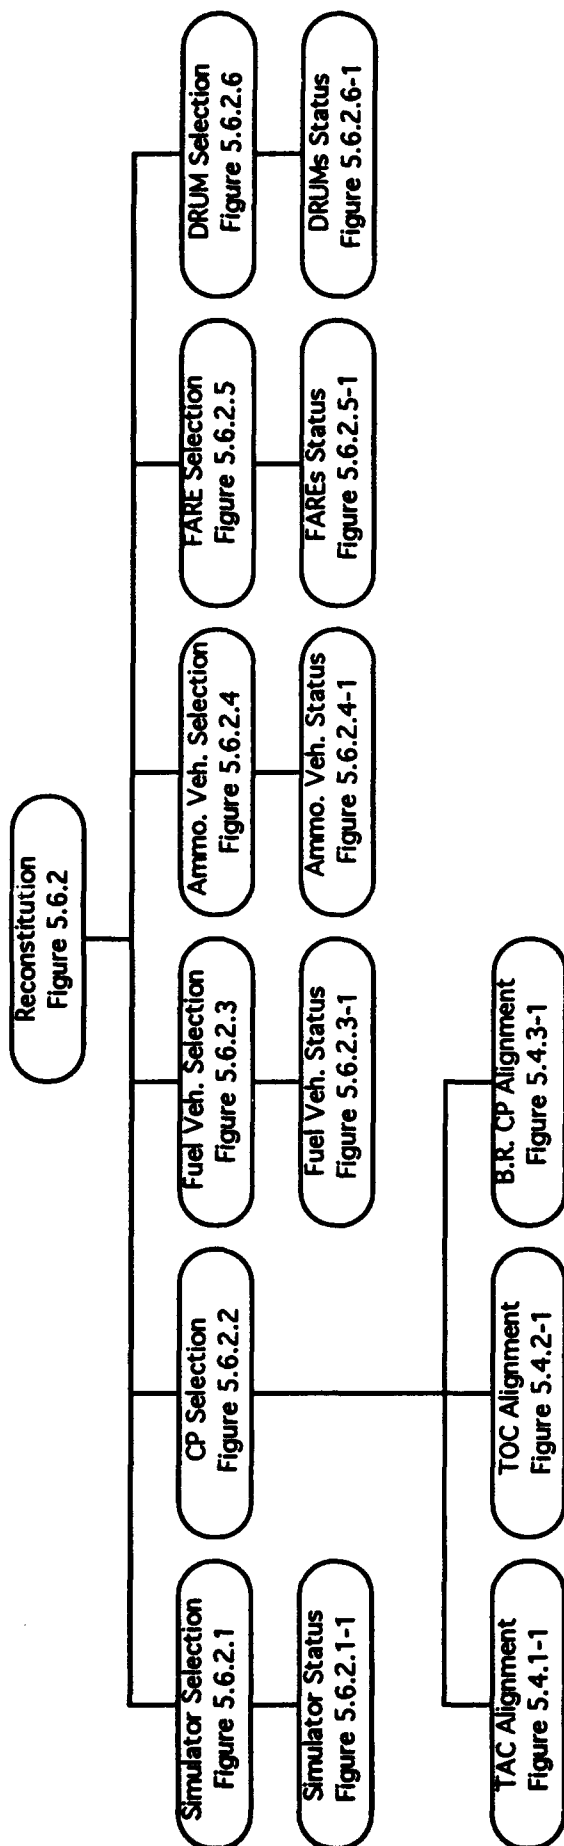 Reconstitution
Figure 5.6.2
Simulator Selection
Figure 5.6.2.1
CP Selection
Figure 5.6.2.2
Fuel Veh. Selection
Figure 5.6.2.3
Ammo. Veh. Selection
Figure 5.6.2.4
FARE Selection
Figure 5.6.2.5
DRUM Selection
Figure 5.6.2.6
Simulator Status
Figure 5.6.2.1-1
Fuel Veh. Status
Figure 5.6.2.3-1
Ammo. Veh. Status
Figure 5.6.2.4-1
FAREs Status
Figure 5.6.2.5-1
DRUMs Status
Figure 5.6.2.6-1
TAC Alignment
Figure 5.4.1-1
TOC Alignment
Figure 5.4.2-1
B.R. CP Alignment
Figure 5.4.3-1